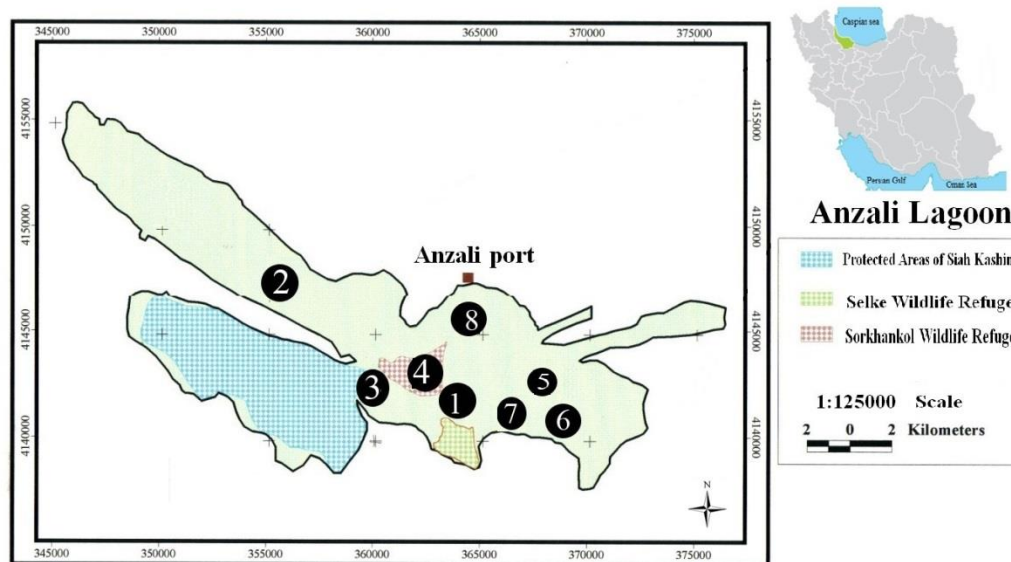 345000 350000 355000 360000 365000 370000 375000
4155000 4150000 4145000 4140000
4155000 4150000 4145000 4140000
Anzali port
2
8
3
4
1
5
7
6
N
345000 350000 355000 360000 365000 370000 375000
Caspias sea
Persian Gulf
Oman sea
Anzali Lagoon
Protected Areas of Siah Kashim
Selke Wildlife Refuge
Sorkhankol Wildlife Refuge
1:125000 Scale
2 0 2 Kilometers